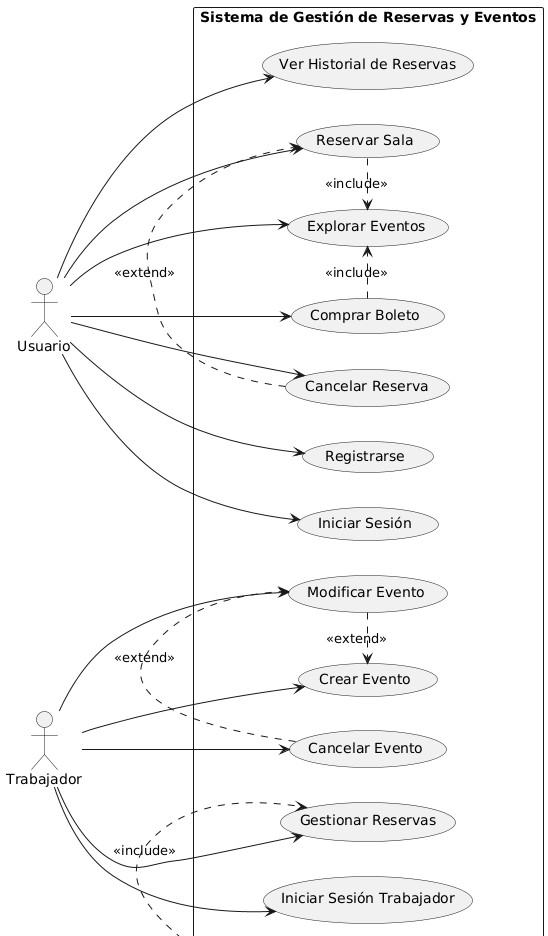 Sistema de Gestión de Reservas y Eventos
Ver Historial de Reservas
Reservar Sala
«include»
Explorar Eventos
«extend»
«include»
Comprar Boleto
Usuario
Cancelar Reserva
Registrarse
Iniciar Sesión
Modificar Evento
«extend»
«extend»
Crear Evento
Cancelar Evento
Trabajador
Gestionar Reservas
«include»
Iniciar Sesión Trabajador